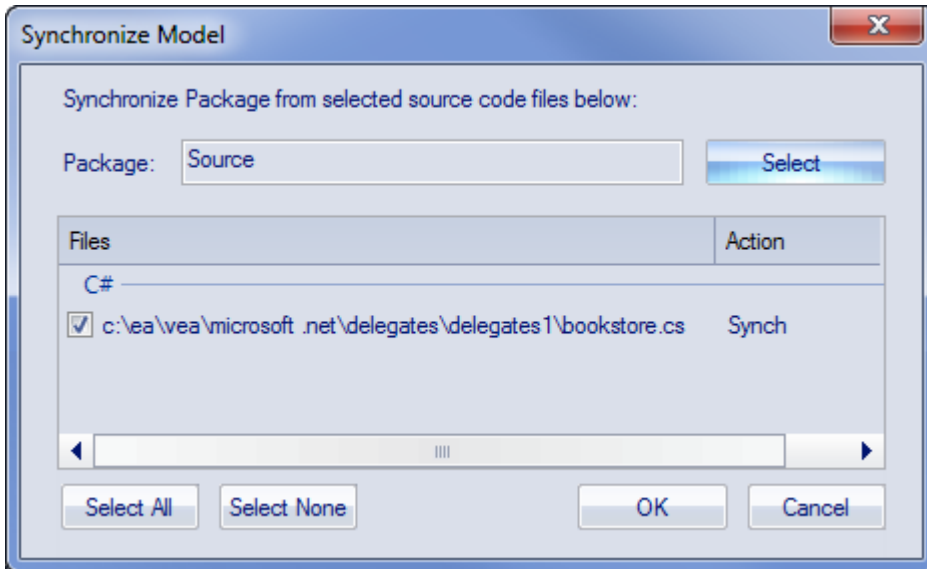 Synchronize Model
Synchronize Package from selected source code files below:
Package: Source Select
Files Action
C#
c:\ea\vea\microsoft .net\delegates\delegates1\bookstore.cs Synch
Select All Select None OK Cancel